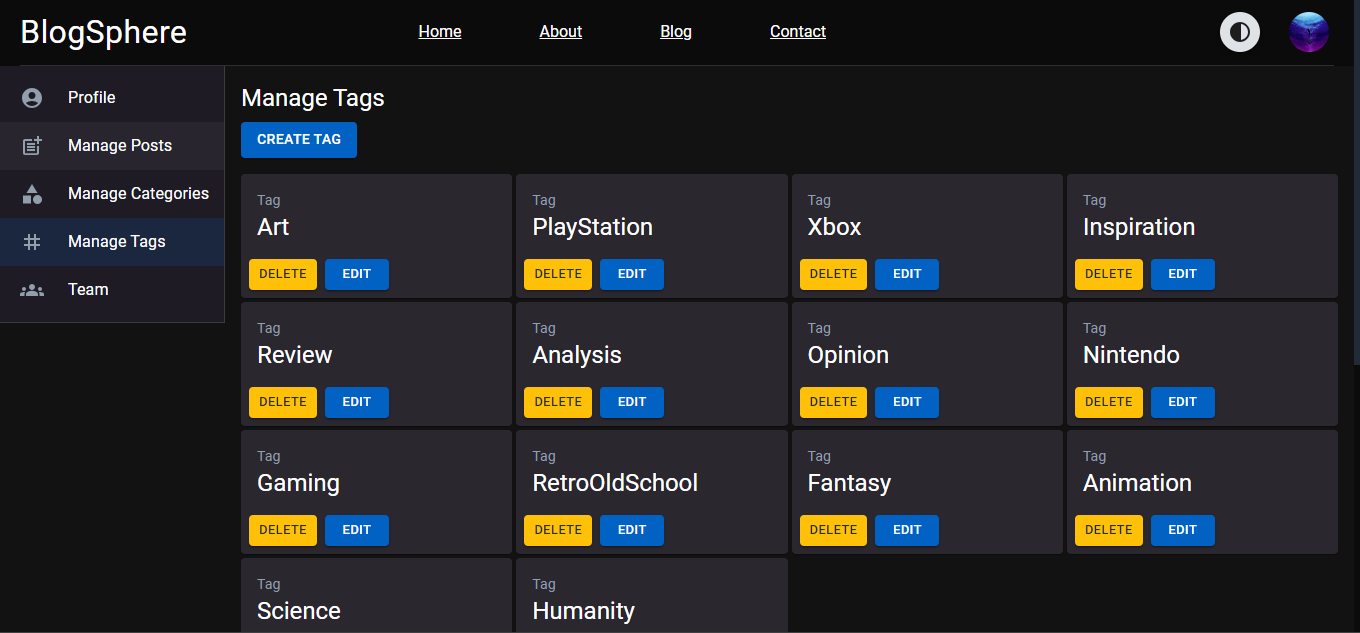 BlogSphere
Home About Blog Contact
Profile
Manage Posts
Manage Categories
Manage Tags
Team
Manage Tags
CREATE TAG
Tag
Art
DELETE EDIT
Tag
PlayStation
DELETE EDIT
Tag
Xbox
DELETE EDIT
Tag
Inspiration
DELETE EDIT
Tag
Review
DELETE EDIT
Tag
Analysis
DELETE EDIT
Tag
Opinion
DELETE EDIT
Tag
Nintendo
DELETE EDIT
Tag
Gaming
DELETE EDIT
Tag
RetroOldSchool
DELETE EDIT
Tag
Fantasy
DELETE EDIT
Tag
Animation
DELETE EDIT
Tag
Science
Tag
Humanity